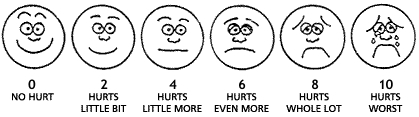 0 2 4 6 8 10
NO HURT HURTS HURTS HURTS HURTS HURTS
LITTLE BIT LITTLE MORE EVEN MORE WHOLE LOT WORST